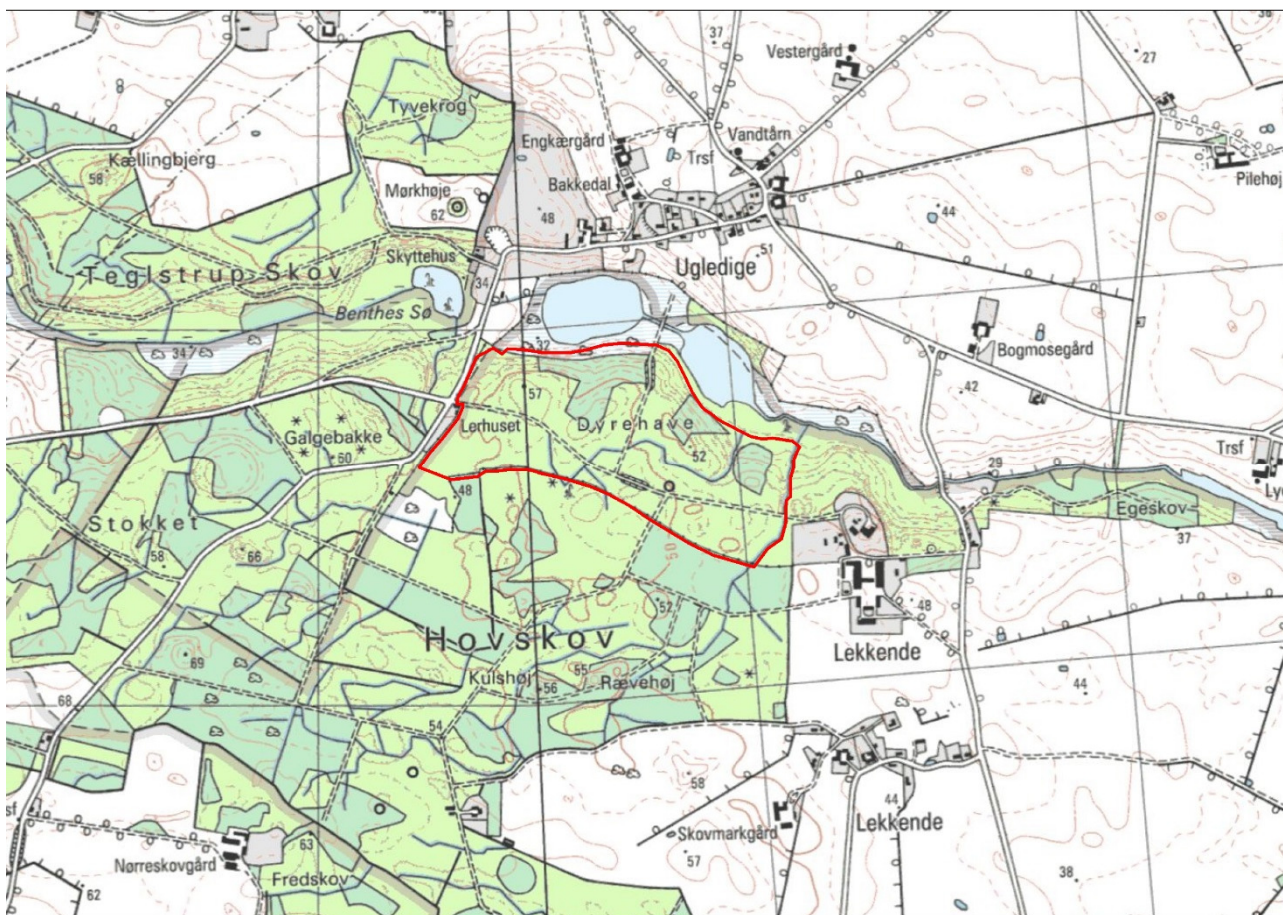 37
Vestergård
27
Tyvekrog
Engkærgård
Trsf
Vandtårn
Kællingbjerg
58
Bakkedal
Pilehøj
Mørkhøje
62
48
44
Skyttehus
Ugledige
51
Teglstrup Skov
34
Benthes Sø
32
34
Bogmosegård
57
42
Lerhuset
Dyrehave
Galgebakke
60
52
Trsf
48
29
Stokket
Egeskov
58
66
50
37
52
48
Hovskov
69
Lekkende
55
Kulshøj
56
Rævehøj
44
68
54
58
44
Skovmarkgård
Lekkende
63
57
Nørreskovgård
Fredskov
38
62